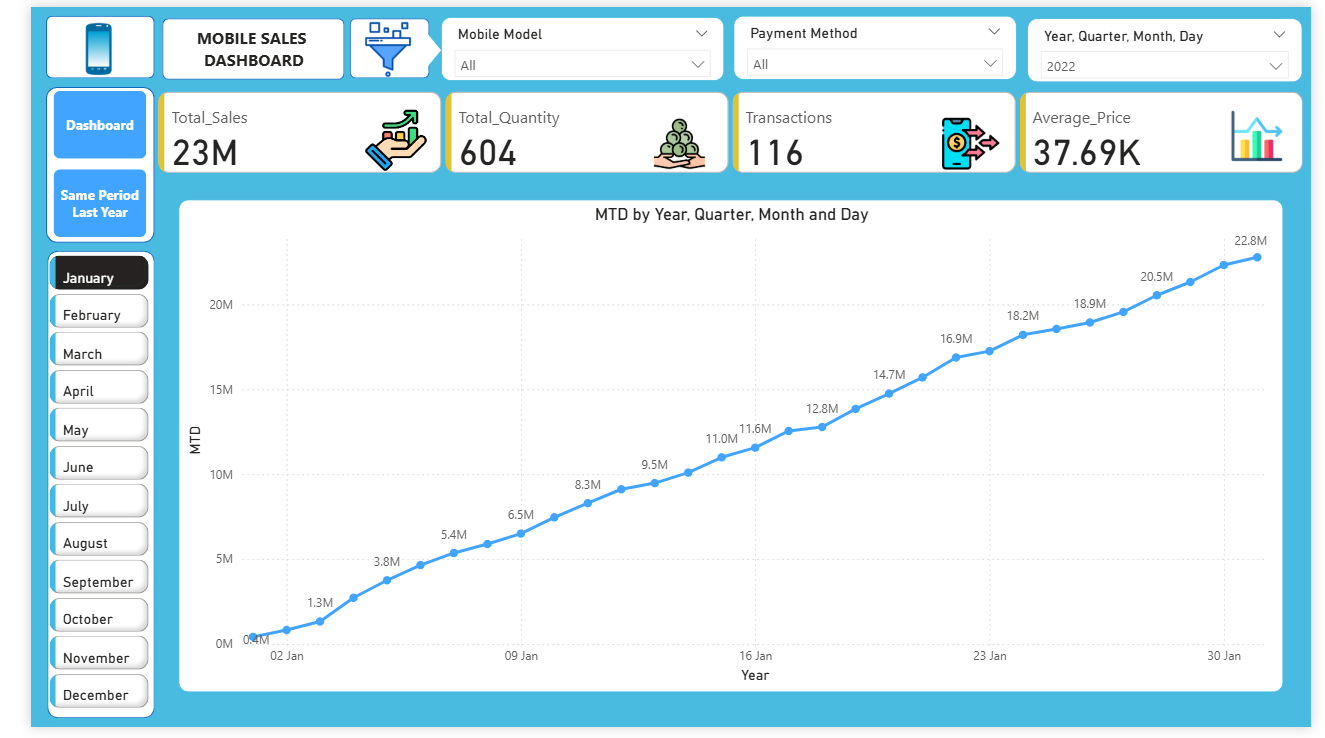 MOBILE SALES
DASHBOARD
Mobile Model
All
Payment Method
All
Year, Quarter, Month, Day
2022
Dashboard
Same Period
Last Year
Total_Sales
23M
Total_Quantity
604
Transactions
116
$
Average_Price
37.69K
January
February
March
April
May
June
July
August
September
October
November
December
MTD by Year, Quarter, Month and Day
MTD
20M
15M
10M
5M
0M
0.4M
1.3M
3.8M
5.4M
6.5M
8.3M
9.5M
11.0M
11.6M
12.8M
14.7M
16.9M
18.2M
18.9M
20.5M
22.8M
02 Jan
09 Jan
16 Jan
23 Jan
30 Jan
Year